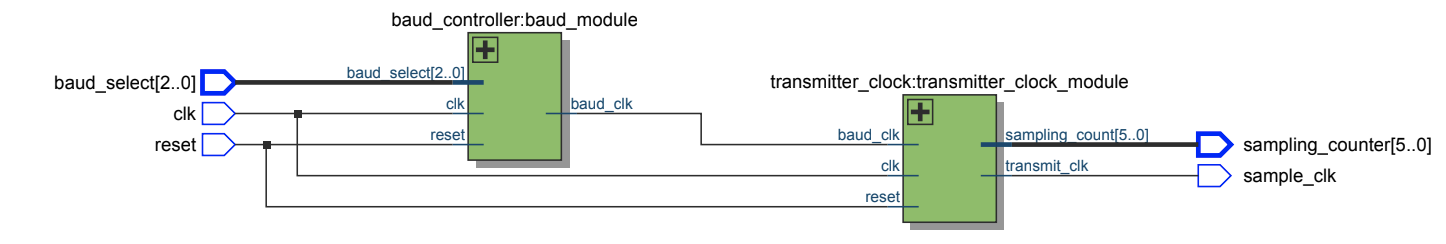 baud_controller:baud_module
baud_select[2..0]
clk
reset
baud_select[2..0]
clk
reset
baud_clk
transmitter_clock:transmitter_clock_module
baud_clk
clk
reset
sampling_count[5..0]
transmit_clk
sampling_counter[5..0]
sample_clk